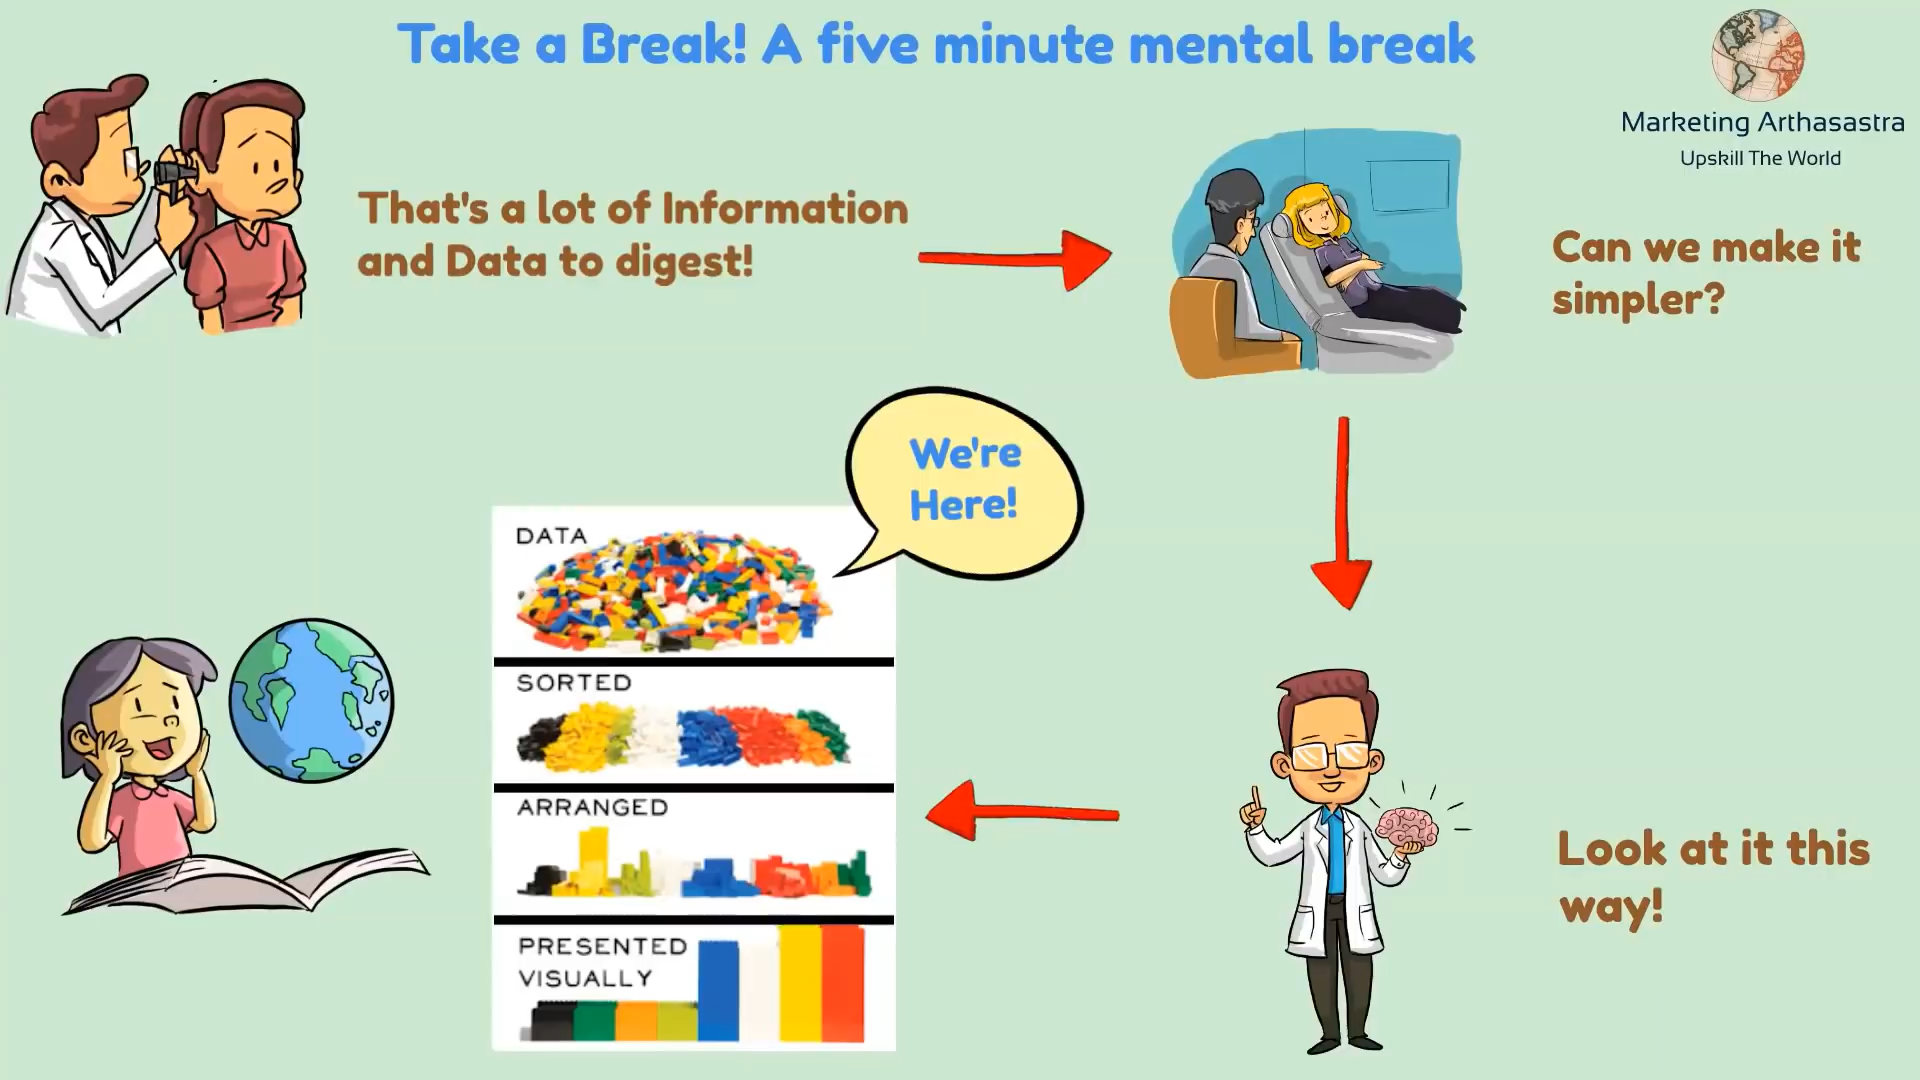 Take a Break! A five minute mental break
Marketing Arthasastra
Upskill The World
That's a lot of Information
and Data to digest!
Can we make it
simpler?
We're
Here!
DATA
SORTED
ARRANGED
PRESENTED
VISUALLY
Look at it this
way!